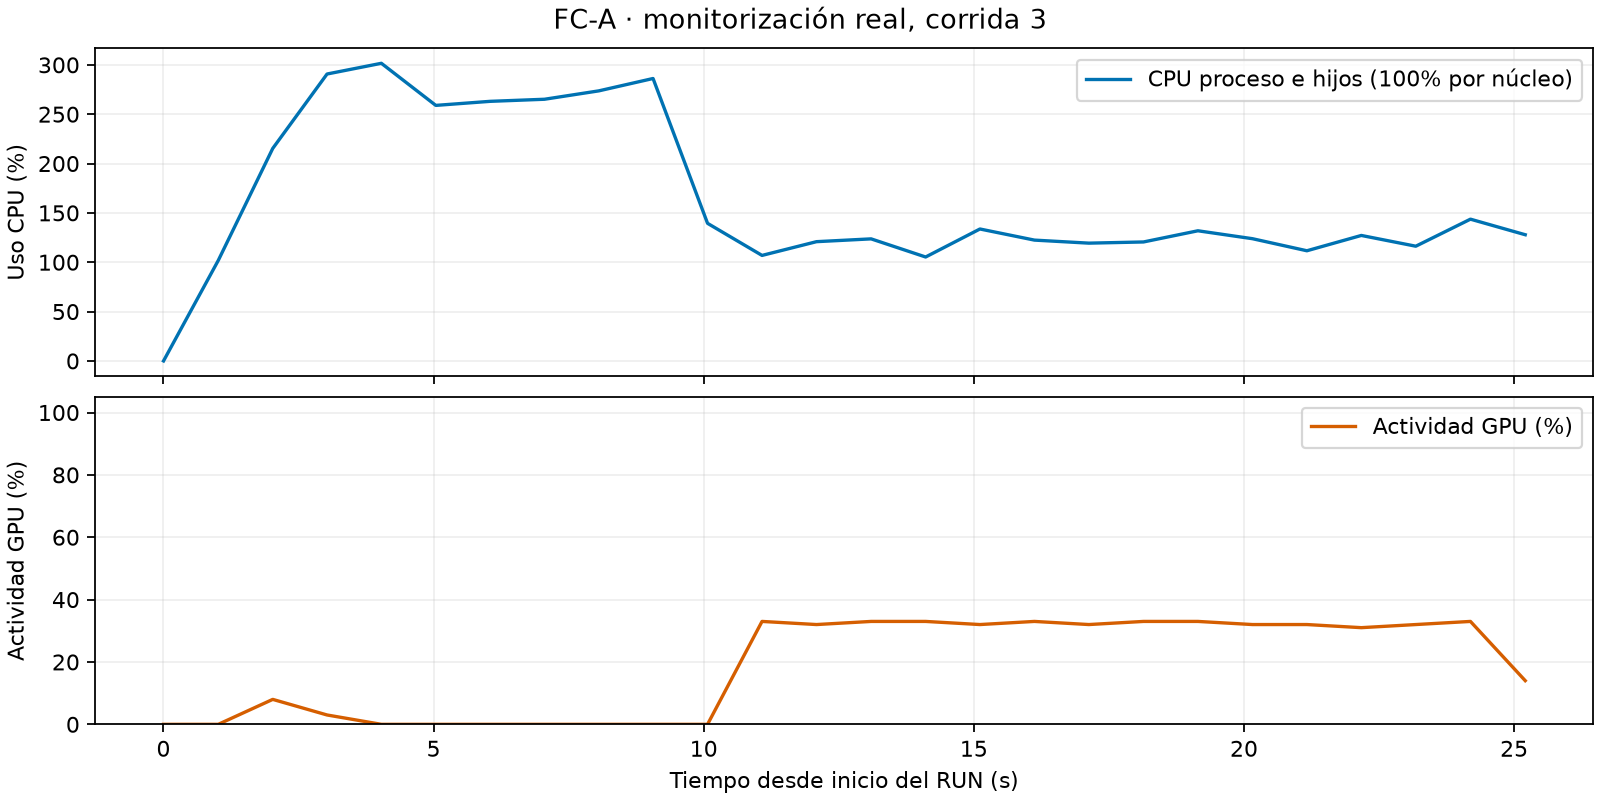 FC-A · monitorización real, corrida 3
CPU proceso e hijos (100% por núcleo)
Uso CPU (%)
300
250
200
150
100
50
0
Actividad GPU (%)
Actividad GPU (%)
100
80
60
40
20
0
0 5 10 15 20 25
Tiempo desde inicio del RUN (s)